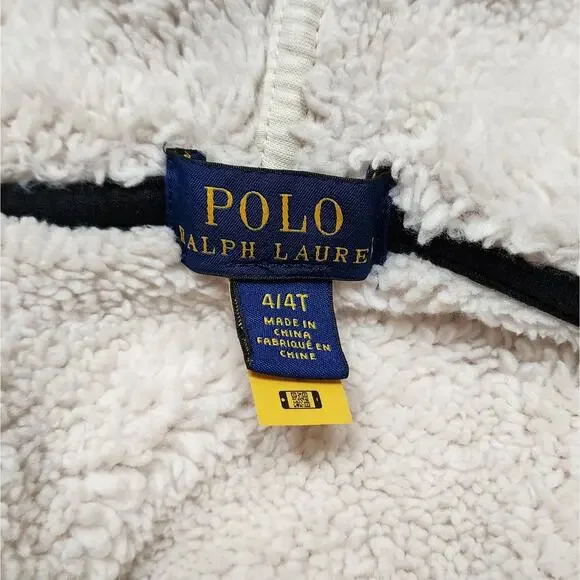 POLO
RALPH LAURE
4/4T
MADE IN
CHINA
FABRIQUÉ EN
CHINE